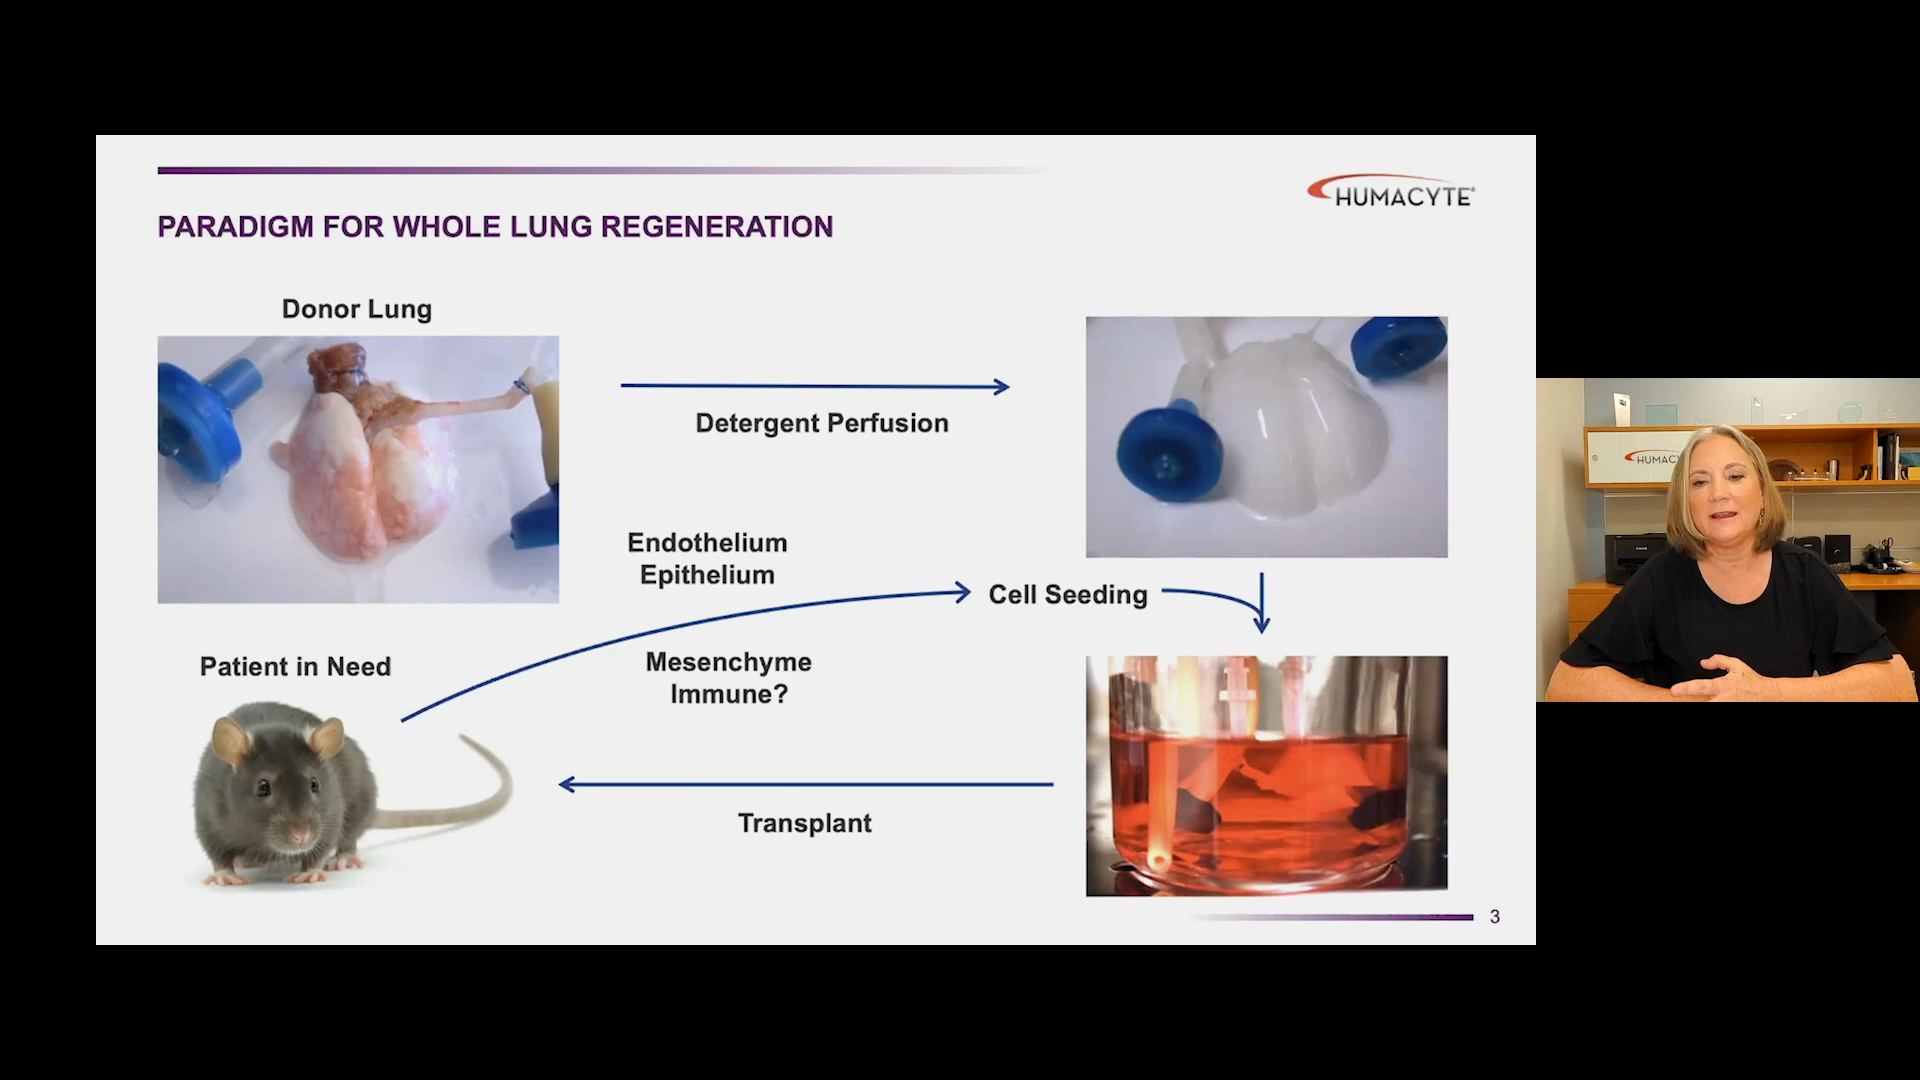 HUMACYTE®
PARADIGM FOR WHOLE LUNG REGENERATION
Donor Lung
Detergent Perfusion
Endothelium
Epithelium
Cell Seeding
Mesenchyme
Immune?
Patient in Need
Transplant
3
HUMAC